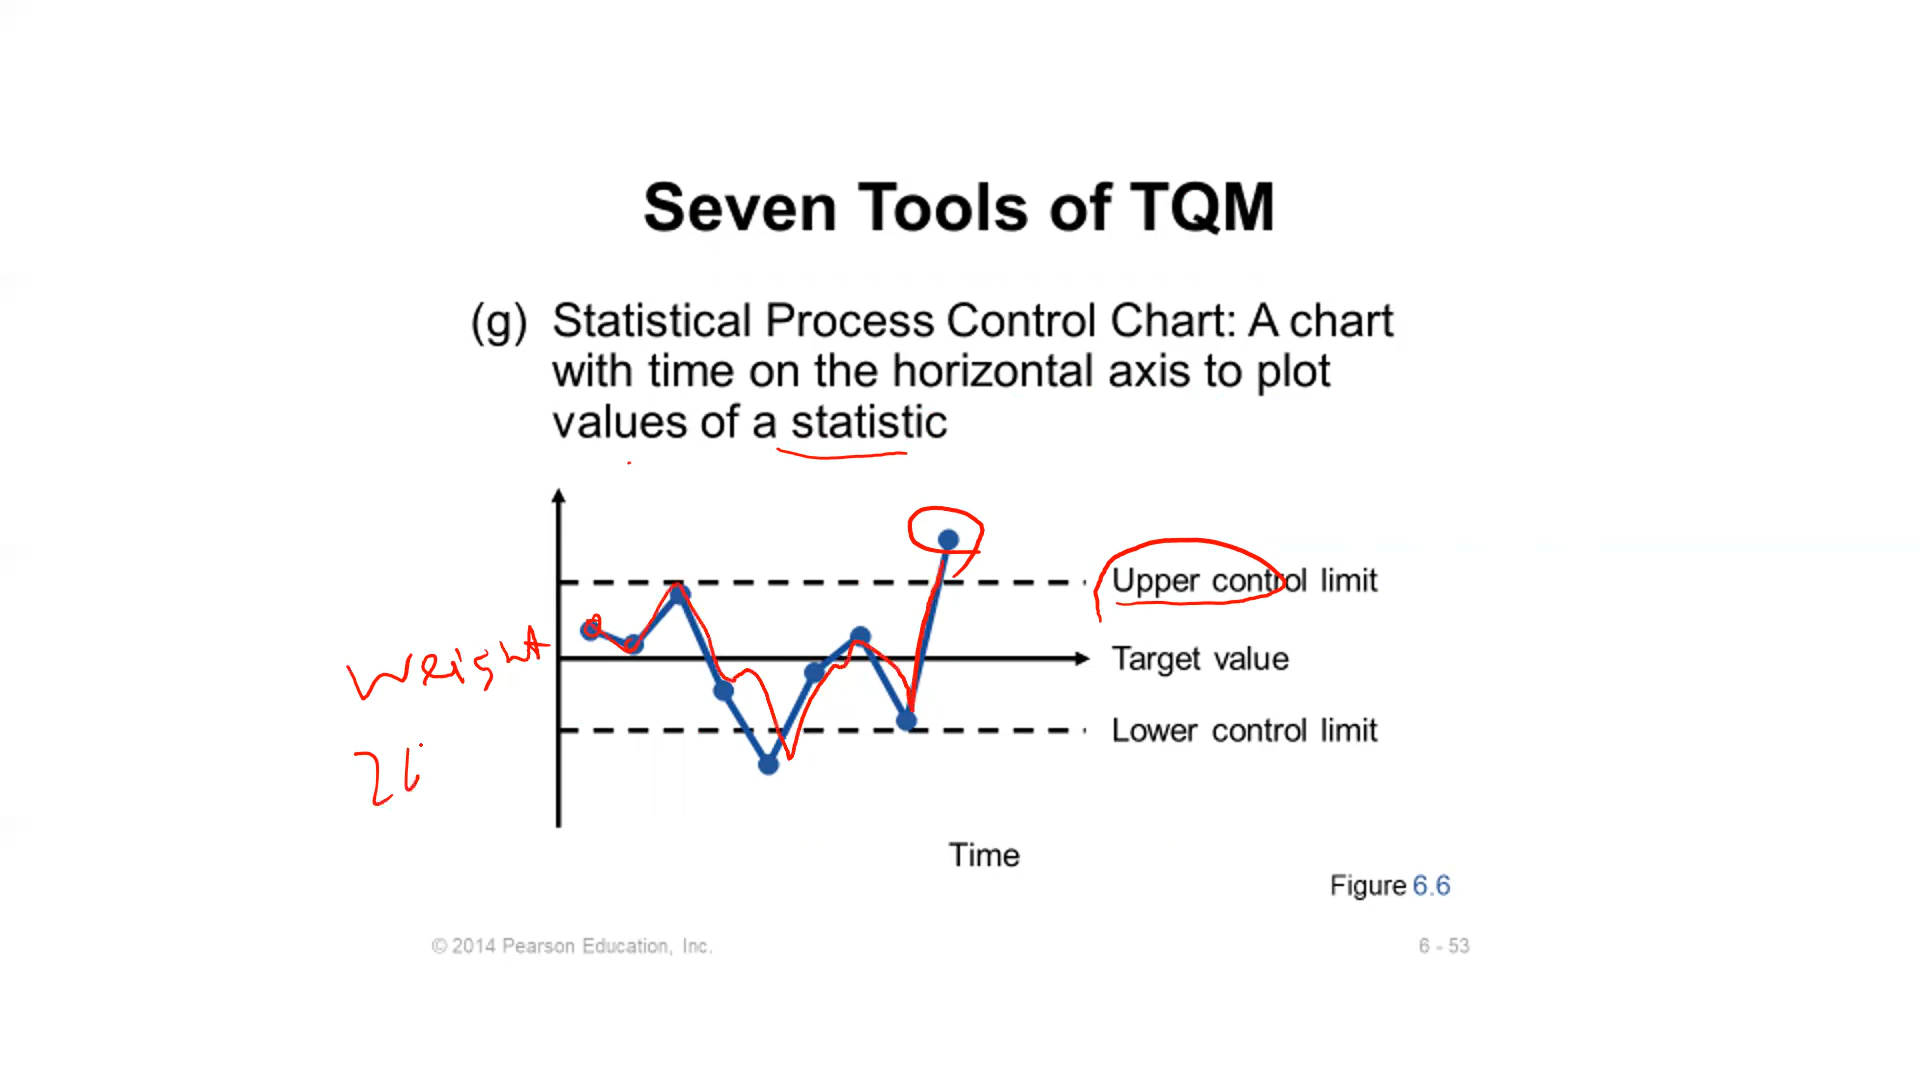 Seven Tools of TQM
(g) Statistical Process Control Chart: A chart
with time on the horizontal axis to plot
values of a statistic
Upper control limit
Weight
Target value
Lower control limit
Time
Figure 6.6
© 2014 Pearson Education, Inc.
6 - 53